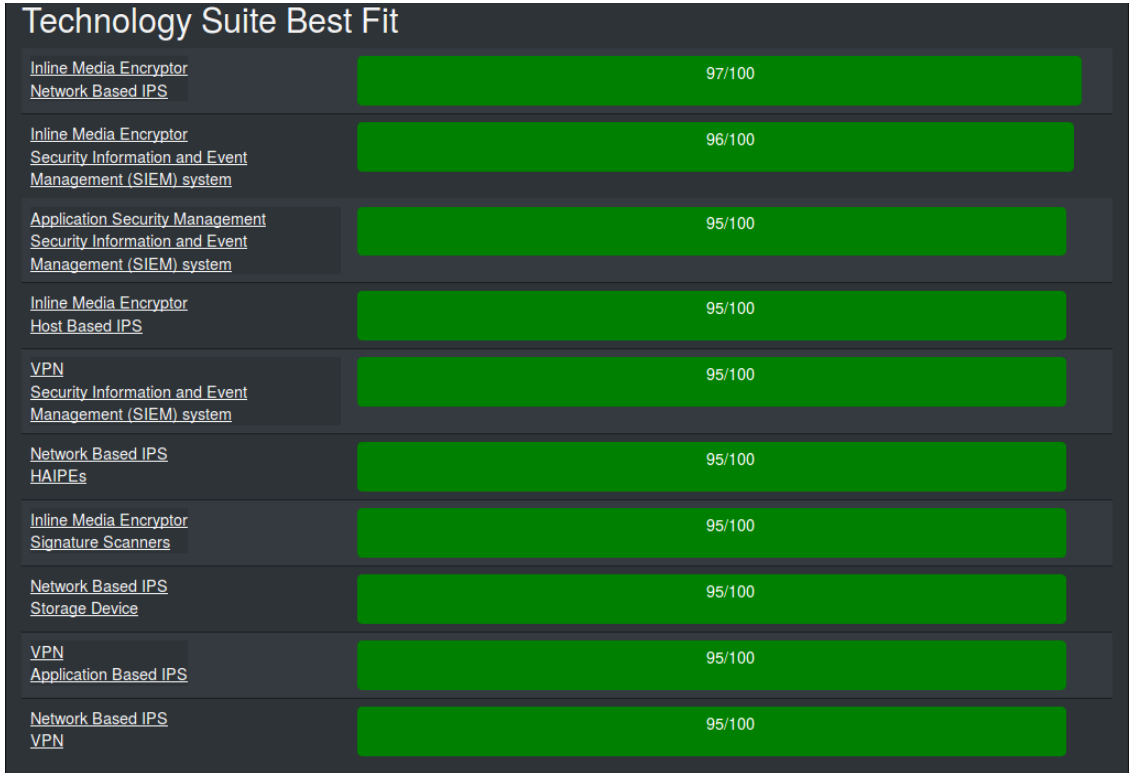 Technology Suite Best Fit
Inline Media Encryptor
Network Based IPS
97/100
Inline Media Encryptor
Security Information and Event
Management (SIEM) system
96/100
Application Security Management
Security Information and Event
Management (SIEM) system
95/100
Inline Media Encryptor
Host Based IPS
95/100
VPN
Security Information and Event
Management (SIEM) system
95/100
Network Based IPS
HAIPEs
95/100
Inline Media Encryptor
Signature Scanners
95/100
Network Based IPS
Storage Device
95/100
VPN
Application Based IPS
95/100
Network Based IPS
VPN
95/100